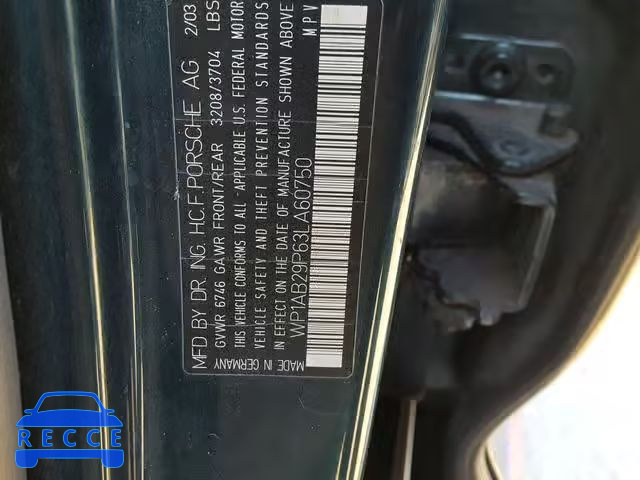 MFD BY DR. ING. H.C.F. PORSCHE AG 2/03
GVWR 6746 GAWR FRONT/REAR 3208/3704 LBS
THIS VEHICLE CONFORMS TO ALL APPLICABLE U.S. FEDERAL MOTOR
VEHICLE SAFETY AND THEFT PREVENTION STANDARDS
IN EFFECT ON THE DATE OF MANUFACTURE SHOWN ABOVE
MPV
WP1AB29P63LA60750
MADE IN GERMANY
RECCE